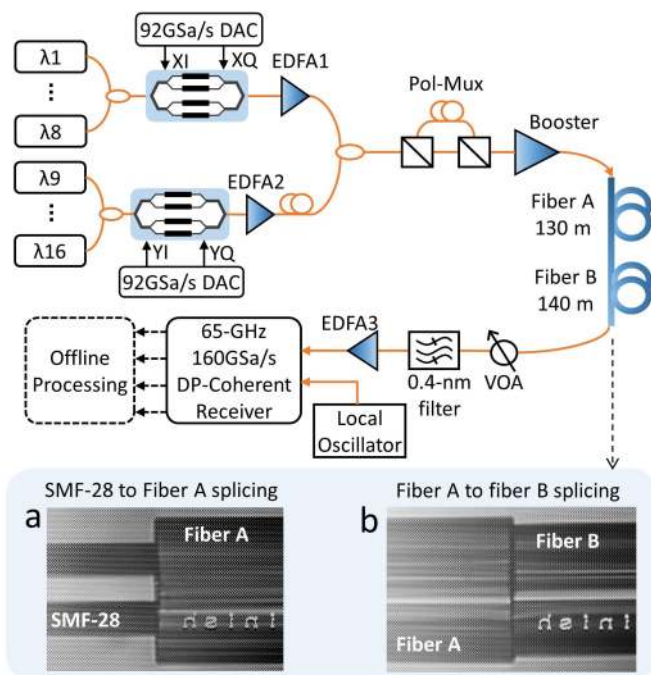 92GSa/s DAC
λ1
⋮
λ8
XI
XQ
EDFA1
Pol-Mux
Booster
λ9
⋮
λ16
YI
YQ
EDFA2
92GSa/s DAC
Fiber A
130 m
Fiber B
140 m
Offline
Processing
65-GHz
160GSa/s
DP-Coherent
Receiver
EDFA3
0.4-nm
filter
VOA
Local
Oscillator
SMF-28 to Fiber A splicing
a
Fiber A
SMF-28
Fiber A to fiber B splicing
b
Fiber B
Fiber A